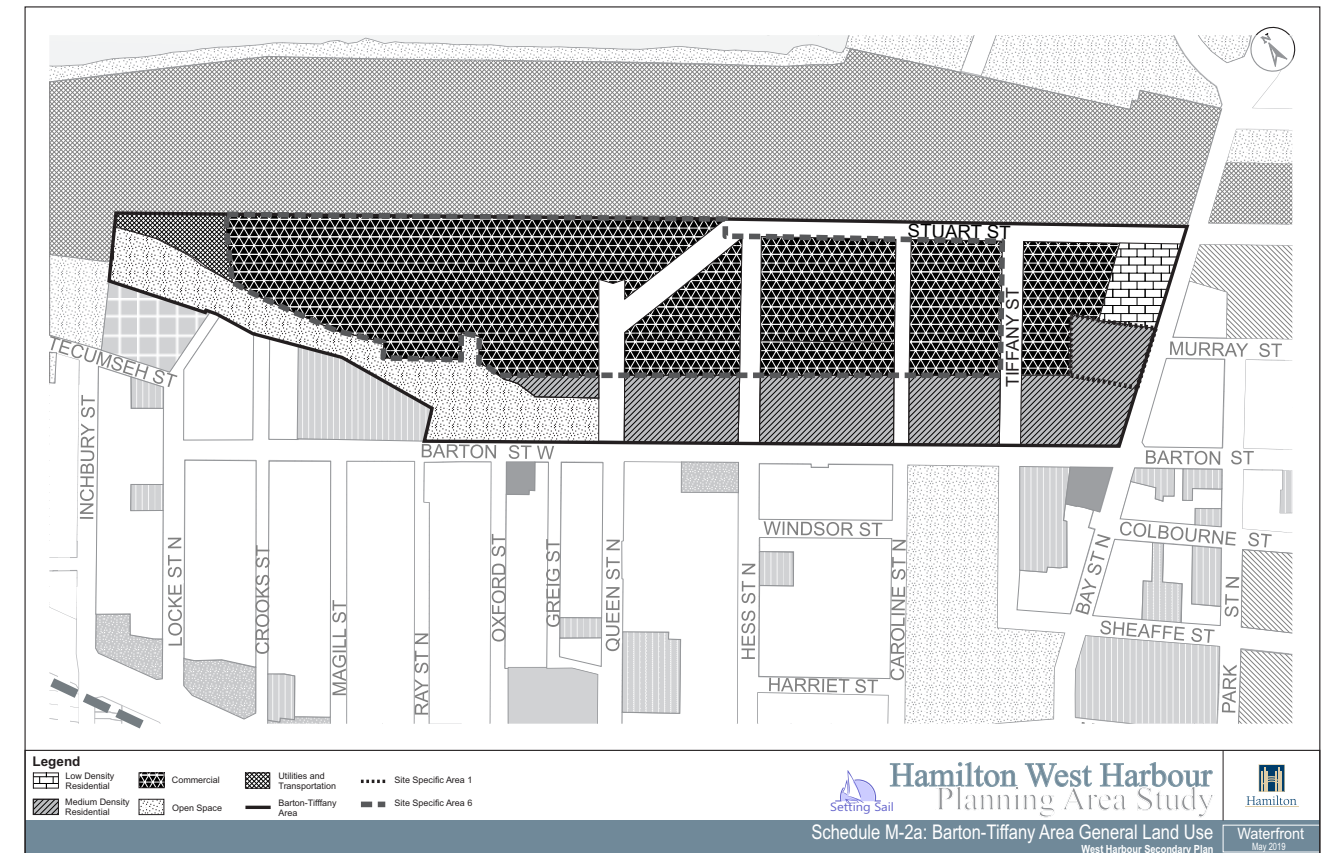 N
STUART ST
TIFFANY ST
MURRAY ST
TECUMSEH ST
INCHBURY ST
BARTON ST W
BARTON ST
WINDSOR ST
COLBOURNE ST
LOCKE ST N
CROOKS ST
MAGILL ST
RAY ST N
OXFORD ST
GREIG ST
QUEEN ST N
HESS ST N
CAROLINE ST N
BAY ST N
SHEAFFE ST
HARRIET ST
PARK ST N
Legend
Low Density
Residential
Commercial
Utilities and
Transportation
Site Specific Area 1
Medium Density
Residential
Open Space
Barton-Tifffany
Area
Site Specific Area 6
Setting Sail
Hamilton West Harbour
Planning Area Study
Hamilton
Schedule M-2a: Barton-Tiffany Area General Land Use
West Harbour Secondary Plan
Waterfront
May 2019